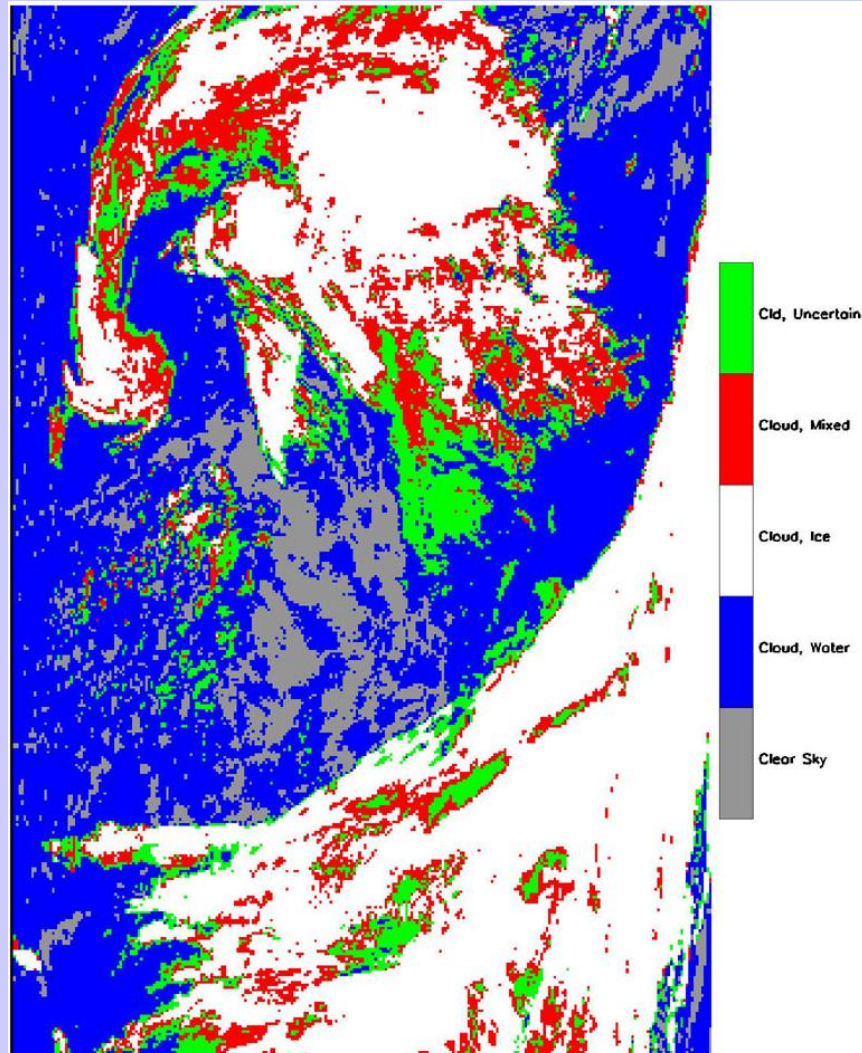 Cld, Uncertain
Cloud, Mixed
Cloud, Ice
Cloud, Water
Clear Sky